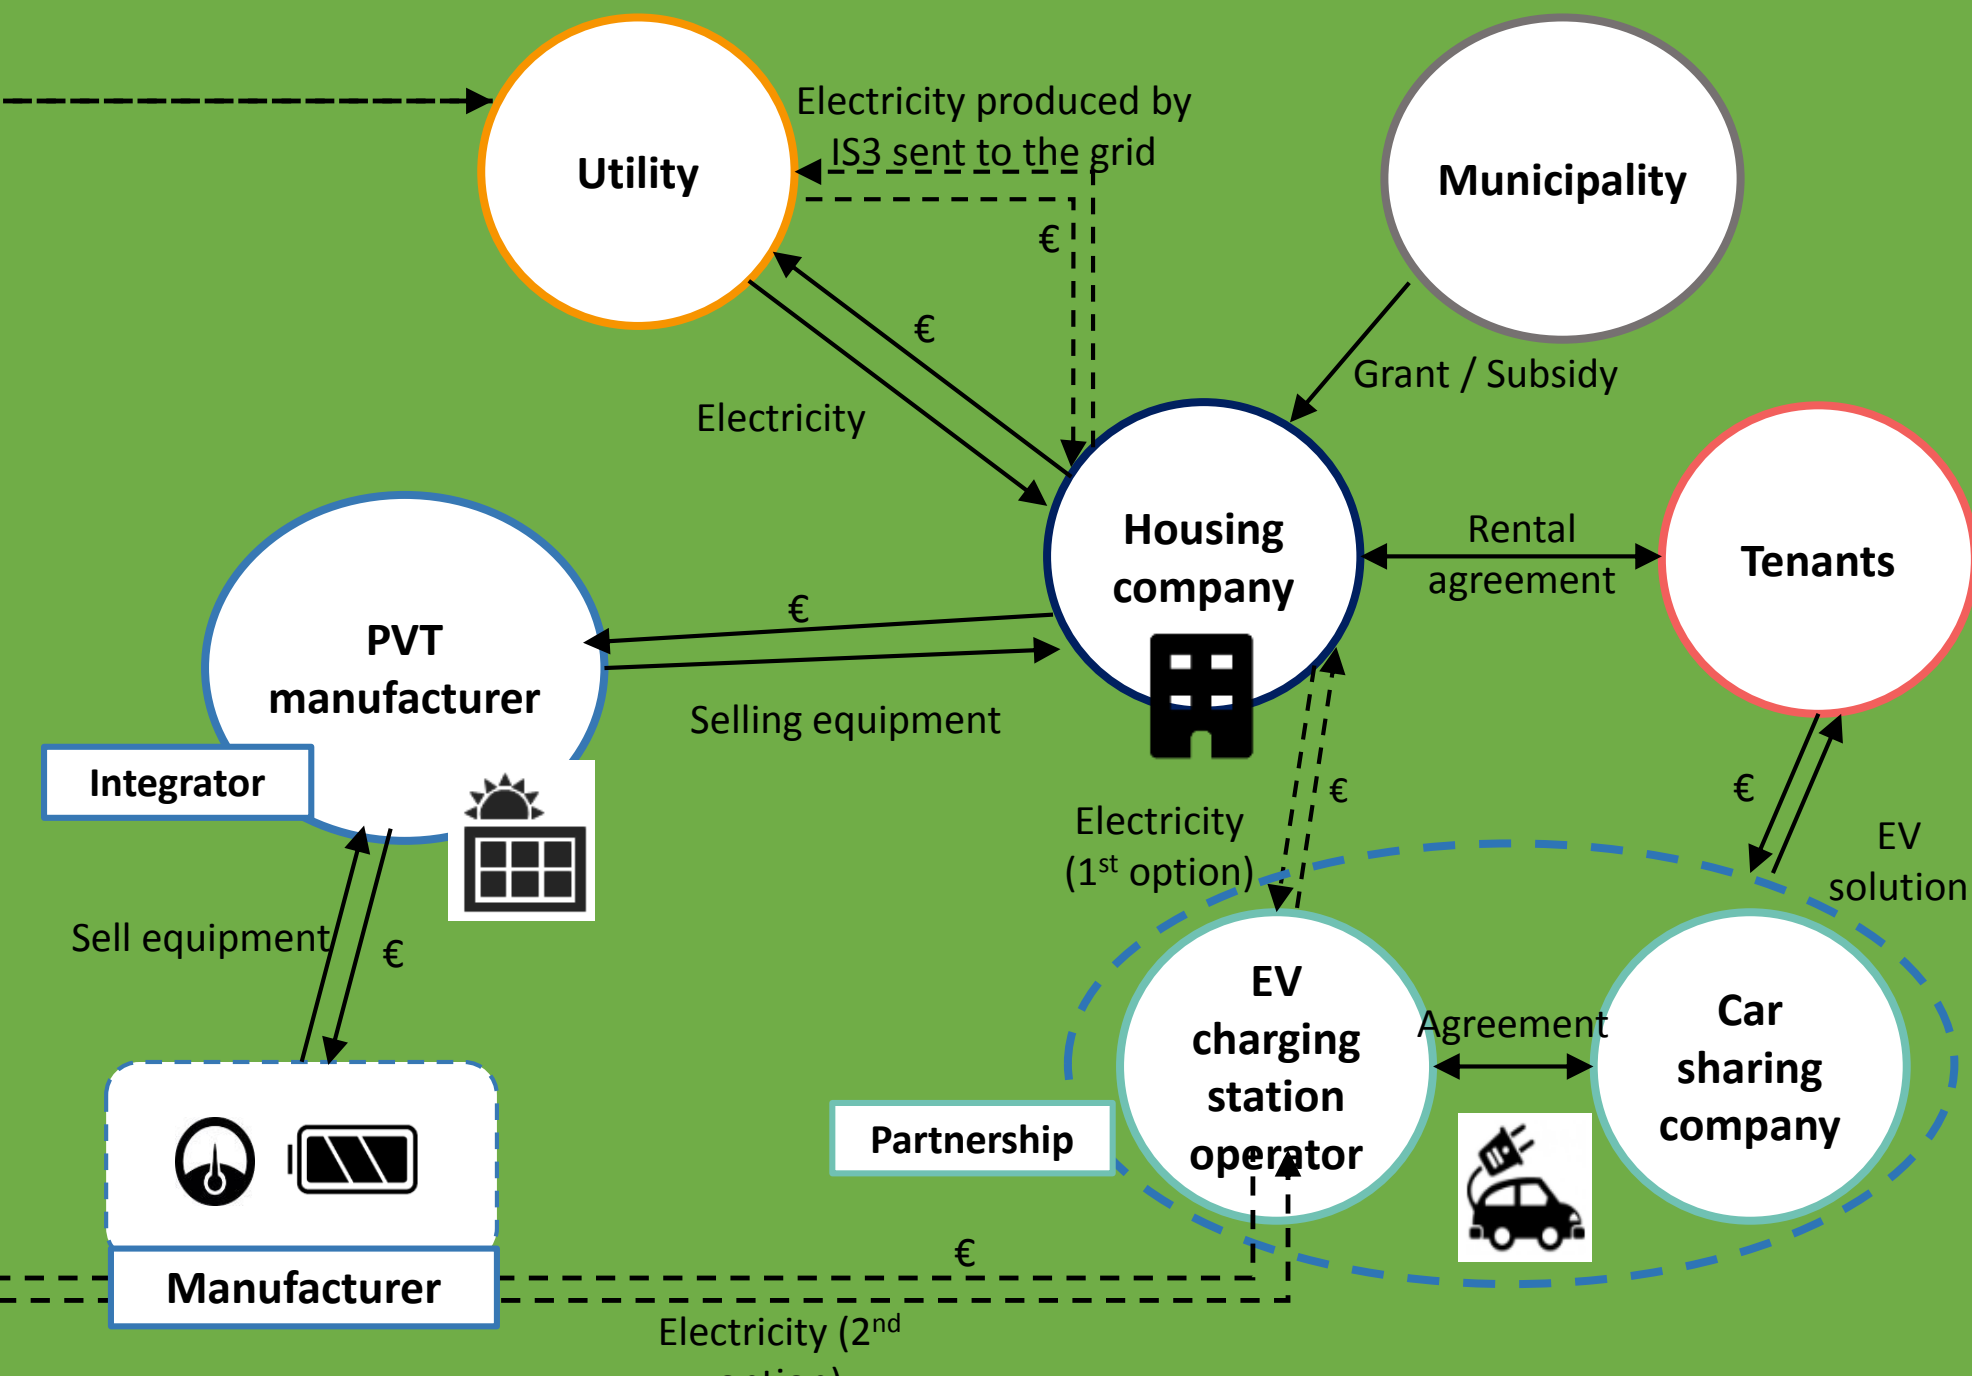 Electricity produced by
IS3 sent to the grid
Utility
Municipality
€
€
Grant / Subsidy
Electricity
Housing
company
Rental
agreement
Tenants
€
PVT
manufacturer
Selling equipment
Integrator
€
€
Electricity
(1st option)
EV
solution
Sell equipment
€
EV
charging
station
operator
Agreement
Car
sharing
company
Partnership
€
Manufacturer
Electricity (2nd
option)